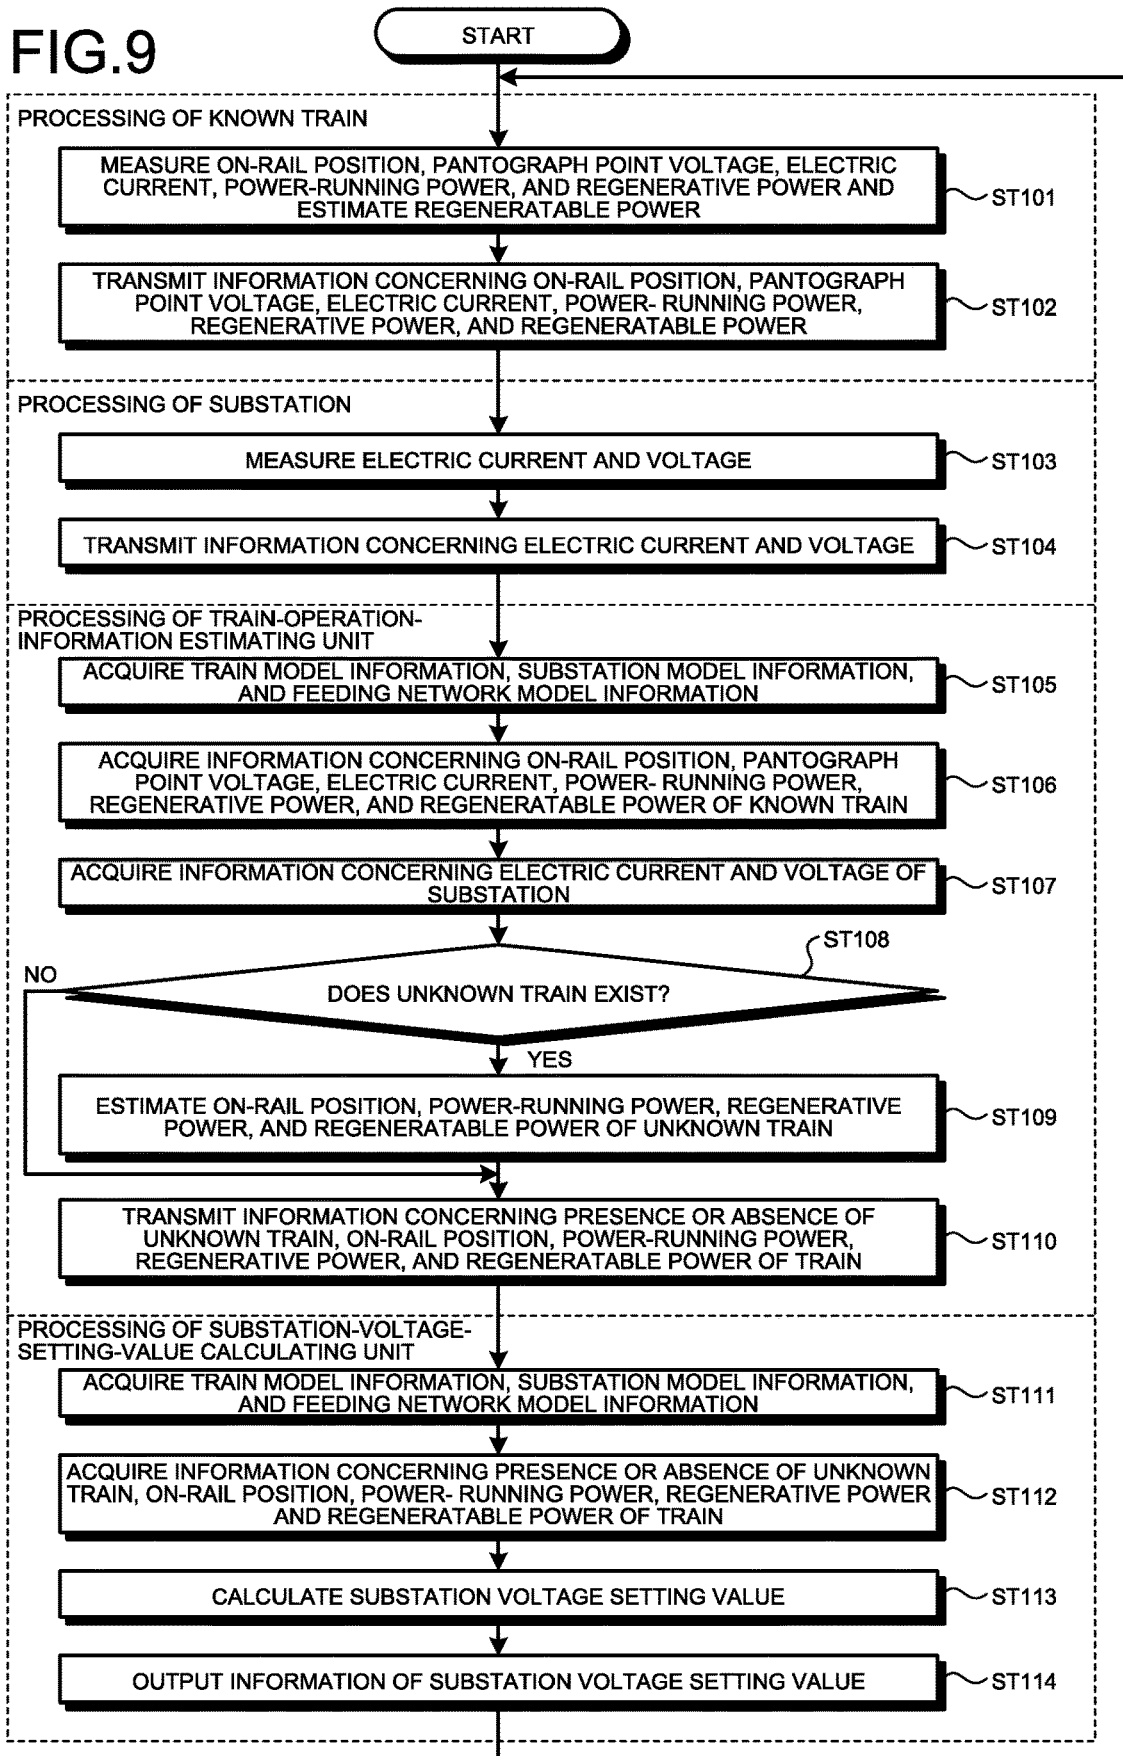 FIG.9
START
PROCESSING OF KNOWN TRAIN
MEASURE ON-RAIL POSITION, PANTOGRAPH POINT VOLTAGE, ELECTRIC
CURRENT, POWER-RUNNING POWER, AND REGENERATIVE POWER AND
ESTIMATE REGENERATABLE POWER
ST101
TRANSMIT INFORMATION CONCERNING ON-RAIL POSITION, PANTOGRAPH
POINT VOLTAGE, ELECTRIC CURRENT, POWER- RUNNING POWER,
REGENERATIVE POWER, AND REGENERATABLE POWER
ST102
PROCESSING OF SUBSTATION
MEASURE ELECTRIC CURRENT AND VOLTAGE
ST103
TRANSMIT INFORMATION CONCERNING ELECTRIC CURRENT AND VOLTAGE
ST104
PROCESSING OF TRAIN-OPERATION-
INFORMATION ESTIMATING UNIT
ACQUIRE TRAIN MODEL INFORMATION, SUBSTATION MODEL INFORMATION,
AND FEEDING NETWORK MODEL INFORMATION
ST105
ACQUIRE INFORMATION CONCERNING ON-RAIL POSITION, PANTOGRAPH
POINT VOLTAGE, ELECTRIC CURRENT, POWER- RUNNING POWER,
REGENERATIVE POWER, AND REGENERATABLE POWER OF KNOWN TRAIN
ST106
ACQUIRE INFORMATION CONCERNING ELECTRIC CURRENT AND VOLTAGE OF
SUBSTATION
ST107
ST108
NO
DOES UNKNOWN TRAIN EXIST?
YES
ESTIMATE ON-RAIL POSITION, POWER-RUNNING POWER, REGENERATIVE
POWER, AND REGENERATABLE POWER OF UNKNOWN TRAIN
ST109
TRANSMIT INFORMATION CONCERNING PRESENCE OR ABSENCE OF
UNKNOWN TRAIN, ON-RAIL POSITION, POWER-RUNNING POWER,
REGENERATIVE POWER, AND REGENERATABLE POWER OF TRAIN
ST110
PROCESSING OF SUBSTATION-VOLTAGE-
SETTING-VALUE CALCULATING UNIT
ACQUIRE TRAIN MODEL INFORMATION, SUBSTATION MODEL INFORMATION,
AND FEEDING NETWORK MODEL INFORMATION
ST111
ACQUIRE INFORMATION CONCERNING PRESENCE OR ABSENCE OF UNKNOWN
TRAIN, ON-RAIL POSITION, POWER- RUNNING POWER, REGENERATIVE POWER
AND REGENERATABLE POWER OF TRAIN
ST112
CALCULATE SUBSTATION VOLTAGE SETTING VALUE
ST113
OUTPUT INFORMATION OF SUBSTATION VOLTAGE SETTING VALUE
ST114